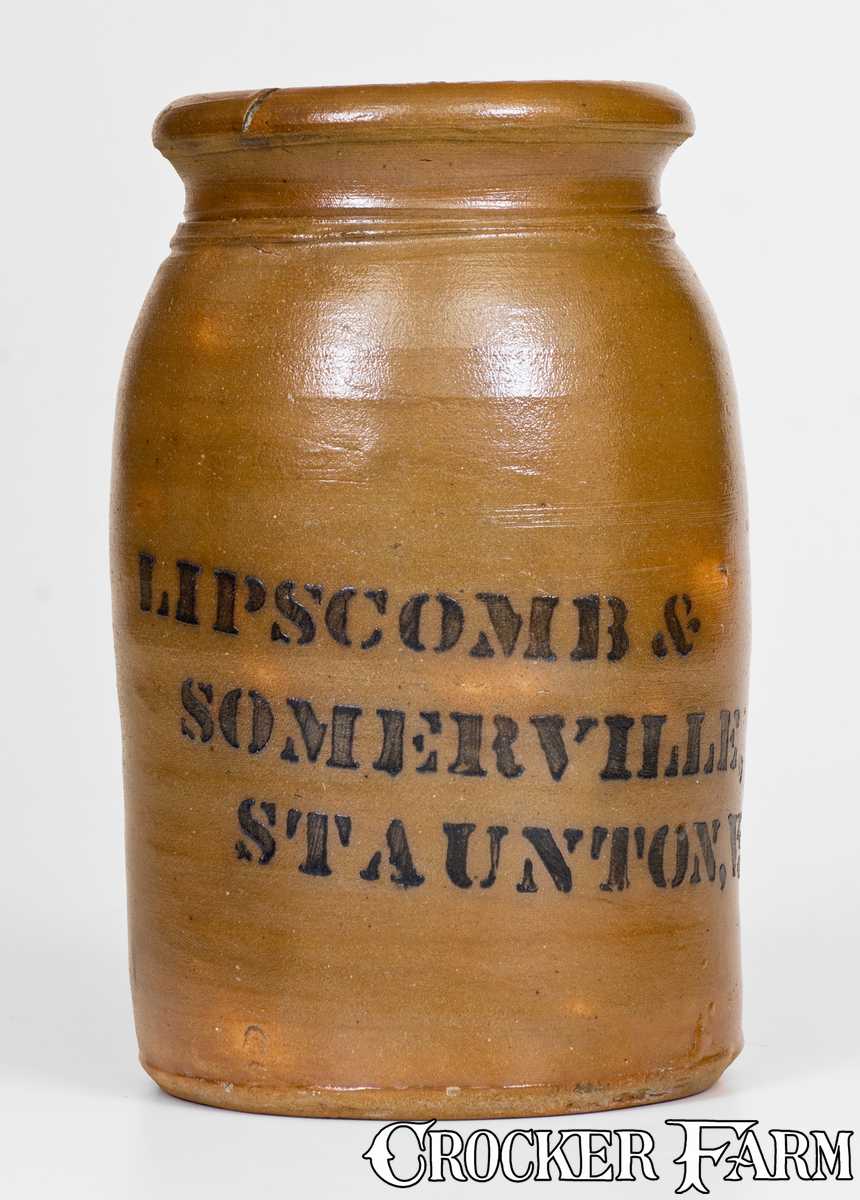 LIPSCOMB &
SOMERVILLE,
STAUNTON, V
CROCKER FARM